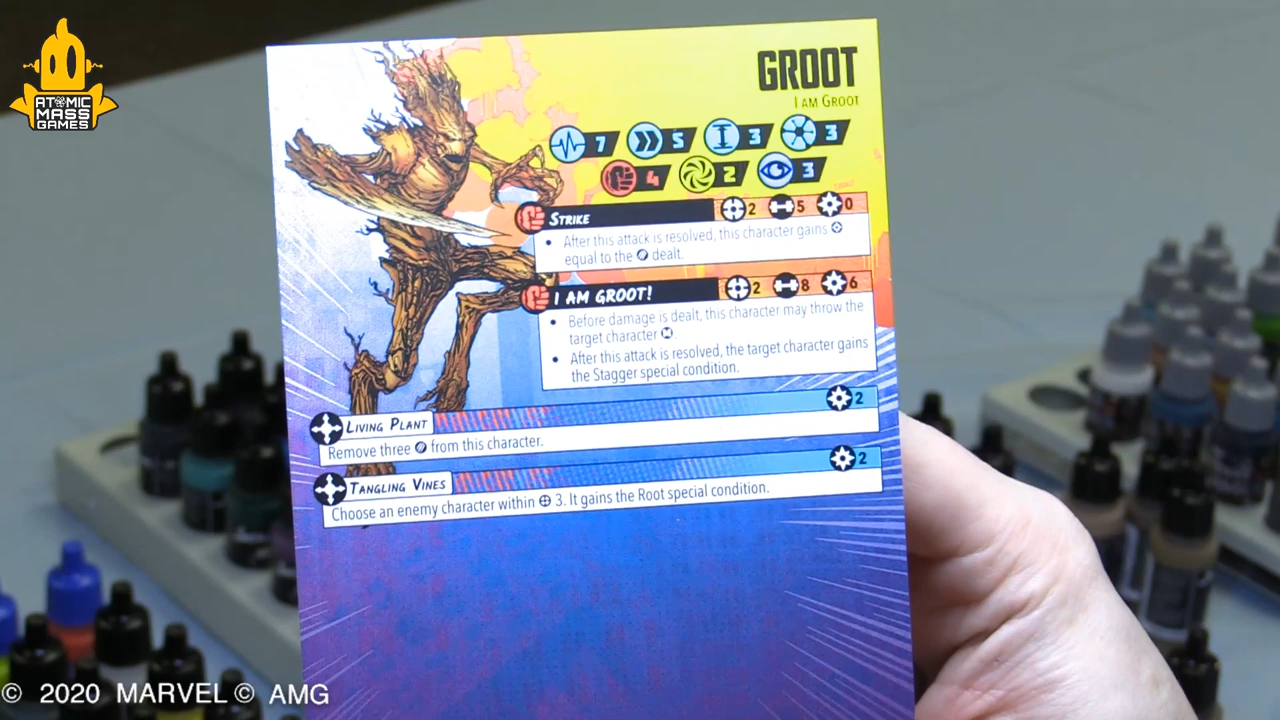 ATOMIC
MASS
GAMES
GROOT
I AM GROOT
7 5 3 3
4 2 3
STRIKE 2 5 0
• After this attack is resolved, this character gains
equal to the dealt.
I AM GROOT! 2 8 6
• Before damage is dealt, this character may throw the
target character M.
• After this attack is resolved, the target character gains
the Stagger special condition.
LIVING PLANT 2
Remove three from this character.
TANGLING VINES 2
Choose an enemy character within 3. It gains the Root special condition.
© 2020 MARVEL © AMG